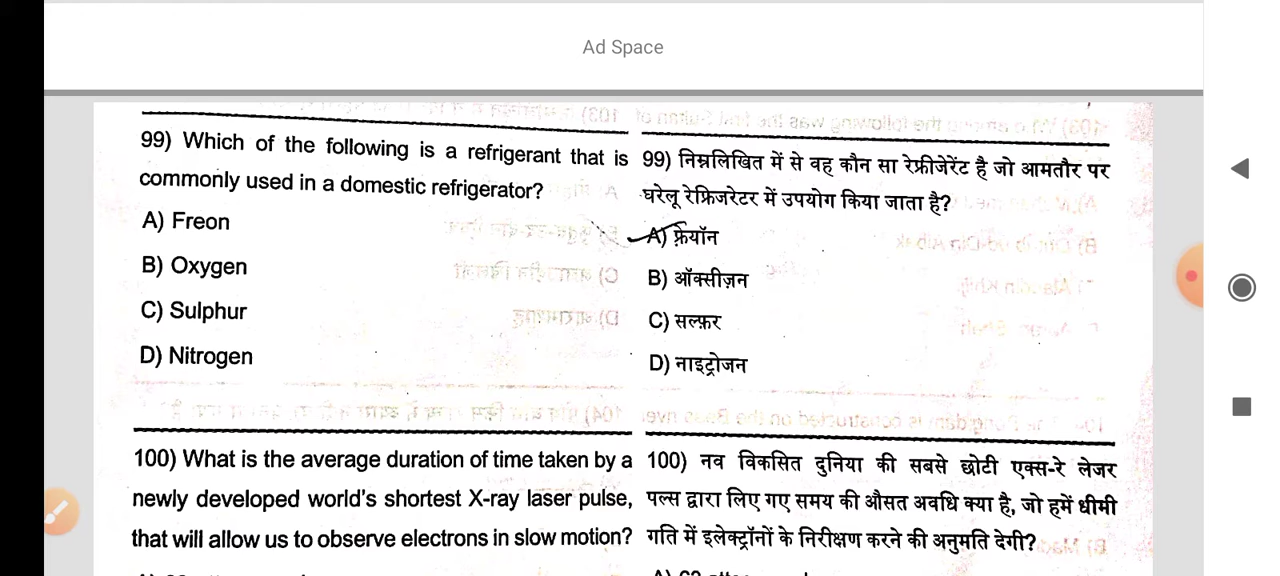 Ad Space
99) Which of the following is a refrigerant that is
commonly used in a domestic refrigerator?
A) Freon
B) Oxygen
C) Sulphur
D) Nitrogen
99) निम्नलिखित में से वह कौन सा रेफ्रीजेरेंट है जो आमतौर पर
घरेलू रेफ्रिजरेटर में उपयोग किया जाता है?
A) फ्रेयॉन
B) ऑक्सीज़न
C) सल्फ़र
D) नाइट्रोजन
100) What is the average duration of time taken by a
newly developed world's shortest X-ray laser pulse,
that will allow us to observe electrons in slow motion?
100) नव विकसित दुनिया की सबसे छोटी एक्स-रे लेजर
पल्स द्वारा लिए गए समय की औसत अवधि क्या है, जो हमें धीमी
गति में इलेक्ट्रॉनों के निरीक्षण करने की अनुमति देगी?